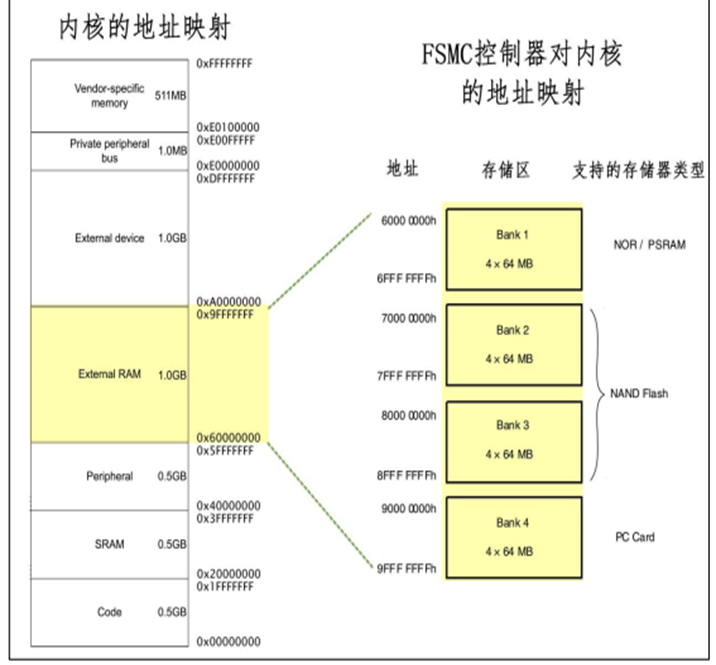 内核的地址映射
0xFFFFFFFF
Vendor-specific
memory
511MB
0xE0100000
0xE00FFFFF
Private peripheral
bus
1.0MB
0xE0000000
0xDFFFFFFF
External device
1.0GB
0xA0000000
0x9FFFFFFF
External RAM
1.0GB
0x60000000
0x5FFFFFFF
Peripheral
0.5GB
0x40000000
0x3FFFFFFF
SRAM
0.5GB
0x20000000
0x1FFFFFFF
Code
0.5GB
0x00000000
FSMC控制器对内核
的地址映射
地址
存储区
支持的存储器类型
6000 0000h
Bank 1
4 x 64 MB
NOR / PSRAM
6FFF FFFFh
7000 0000h
Bank 2
4 x 64 MB
7FFF FFFFh
NAND Flash
8000 0000h
Bank 3
4 x 64 MB
8FFF FFFFh
9000 0000h
Bank 4
4 x 64 MB
PC Card
9FFF FFFFh